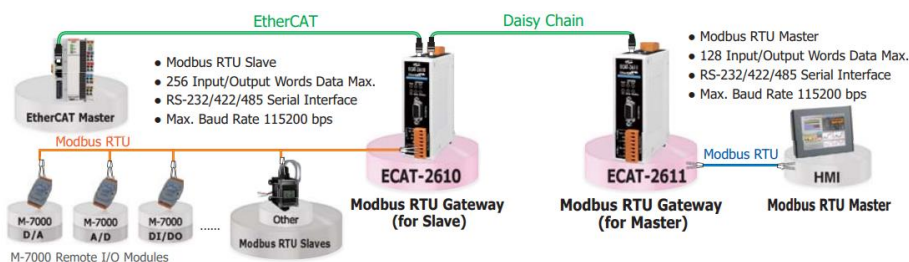 EtherCAT
Daisy Chain
• Modbus RTU Slave
• 256 Input/Output Words Data Max.
• RS-232/422/485 Serial Interface
• Max. Baud Rate 115200 bps
• Modbus RTU Master
• 128 Input/Output Words Data Max.
• RS-232/422/485 Serial Interface
• Max. Baud Rate 115200 bps
EtherCAT Master
Modbus RTU
ECAT-2610
Modbus RTU Gateway
(for Slave)
ECAT-2611
Modbus RTU Gateway
(for Master)
Modbus RTU
HMI
Modbus RTU Master
M-7000
D/A
M-7000
A/D
M-7000
DI/DO
......
Other
Modbus RTU Slaves
M-7000 Remote I/O Modules